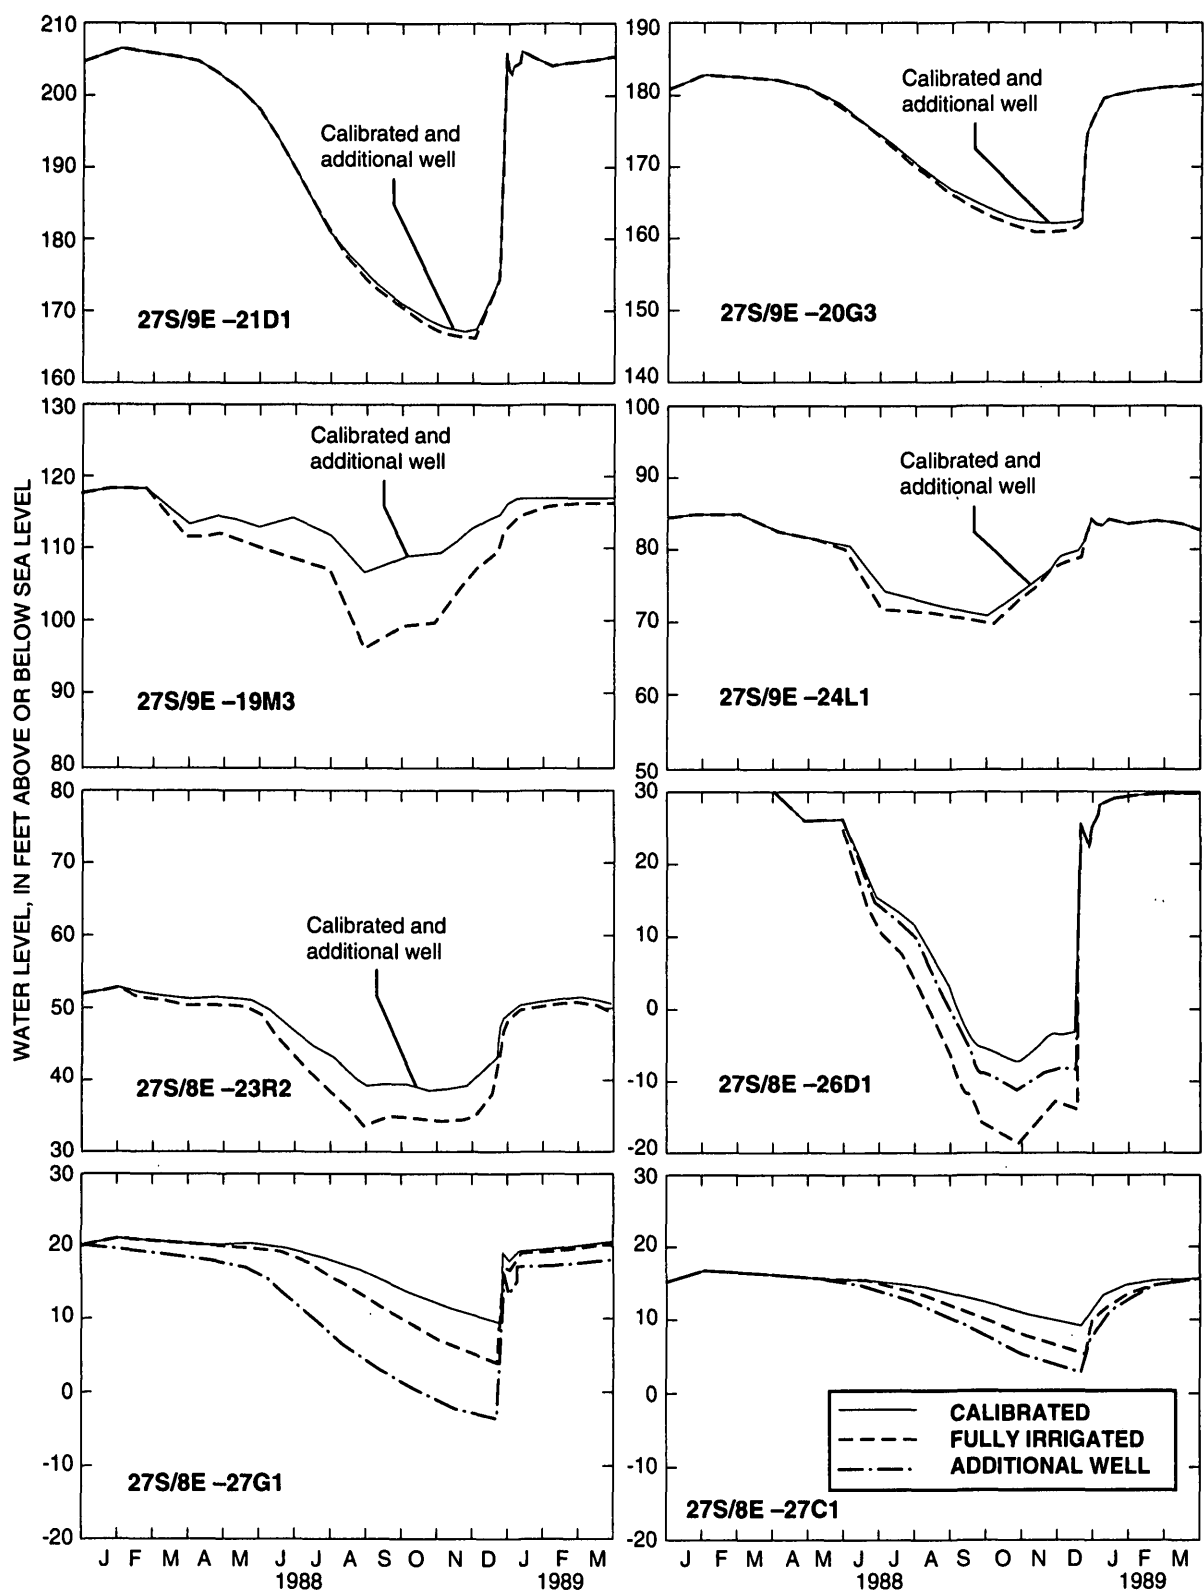 WATER LEVEL, IN FEET ABOVE OR BELOW SEA LEVEL
210
200
190
180
170
160
Calibrated and
additional well
27S/9E –21D1
190
180
170
160
150
140
Calibrated and
additional well
27S/9E –20G3
130
120
110
100
90
80
Calibrated and
additional well
27S/9E –19M3
100
90
80
70
60
50
Calibrated and
additional well
27S/9E –24L1
80
70
60
50
40
30
Calibrated and
additional well
27S/8E –23R2
30
20
10
0
-10
-20
27S/8E –26D1
30
20
10
0
-10
-20
27S/8E –27G1
J F M A M J J A S O N D J F M
1988 1989
30
20
10
0
-10
-20
CALIBRATED
FULLY IRRIGATED
ADDITIONAL WELL
27S/8E –27C1
J F M A M J J A S O N D J F M
1988 1989